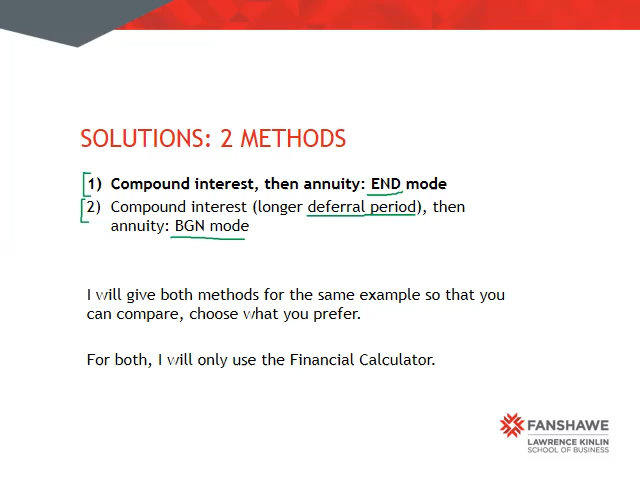 SOLUTIONS: 2 METHODS
1) Compound interest, then annuity: END mode
2) Compound interest (longer deferral period), then
annuity: BGN mode
I will give both methods for the same example so that you
can compare, choose what you prefer.
For both, I will only use the Financial Calculator.
FANSHAWE
LAWRENCE KINLIN
SCHOOL OF BUSINESS